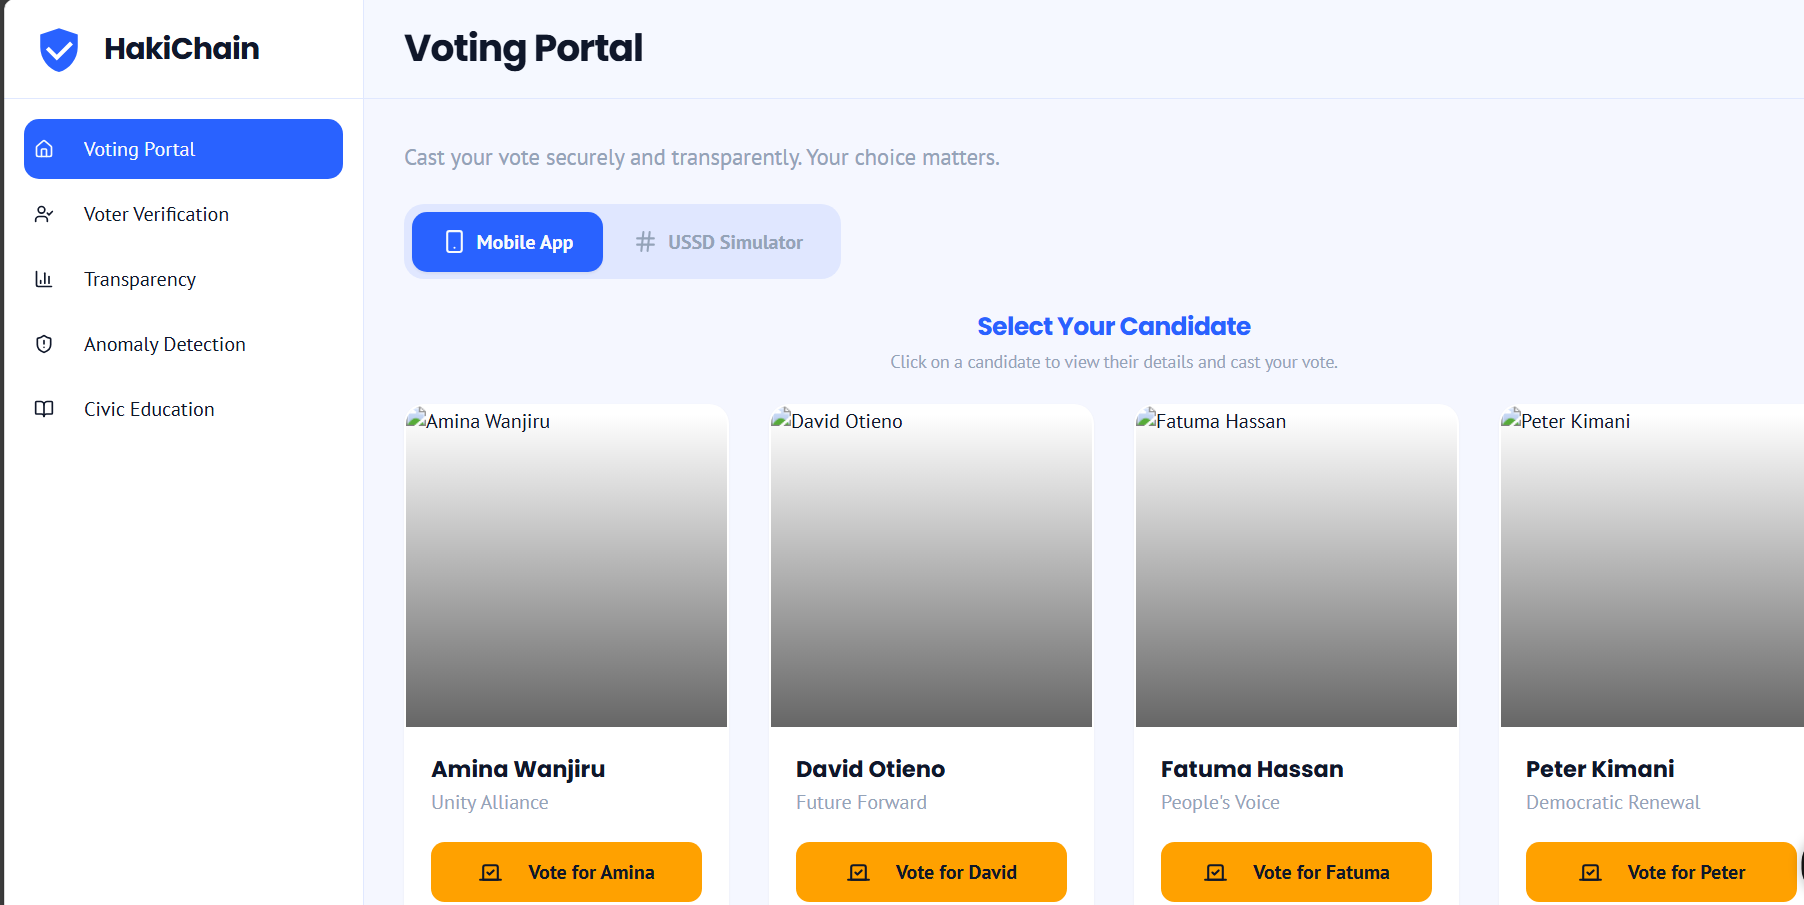 HakiChain
Voting Portal
Voting Portal
Voter Verification
Transparency
Anomaly Detection
Civic Education
Cast your vote securely and transparently. Your choice matters.
Mobile App
USSD Simulator
Select Your Candidate
Click on a candidate to view their details and cast your vote.
Amina Wanjiru
David Otieno
Fatuma Hassan
Peter Kimani
Amina Wanjiru
Unity Alliance
Vote for Amina
David Otieno
Future Forward
Vote for David
Fatuma Hassan
People's Voice
Vote for Fatuma
Peter Kimani
Democratic Renewal
Vote for Peter